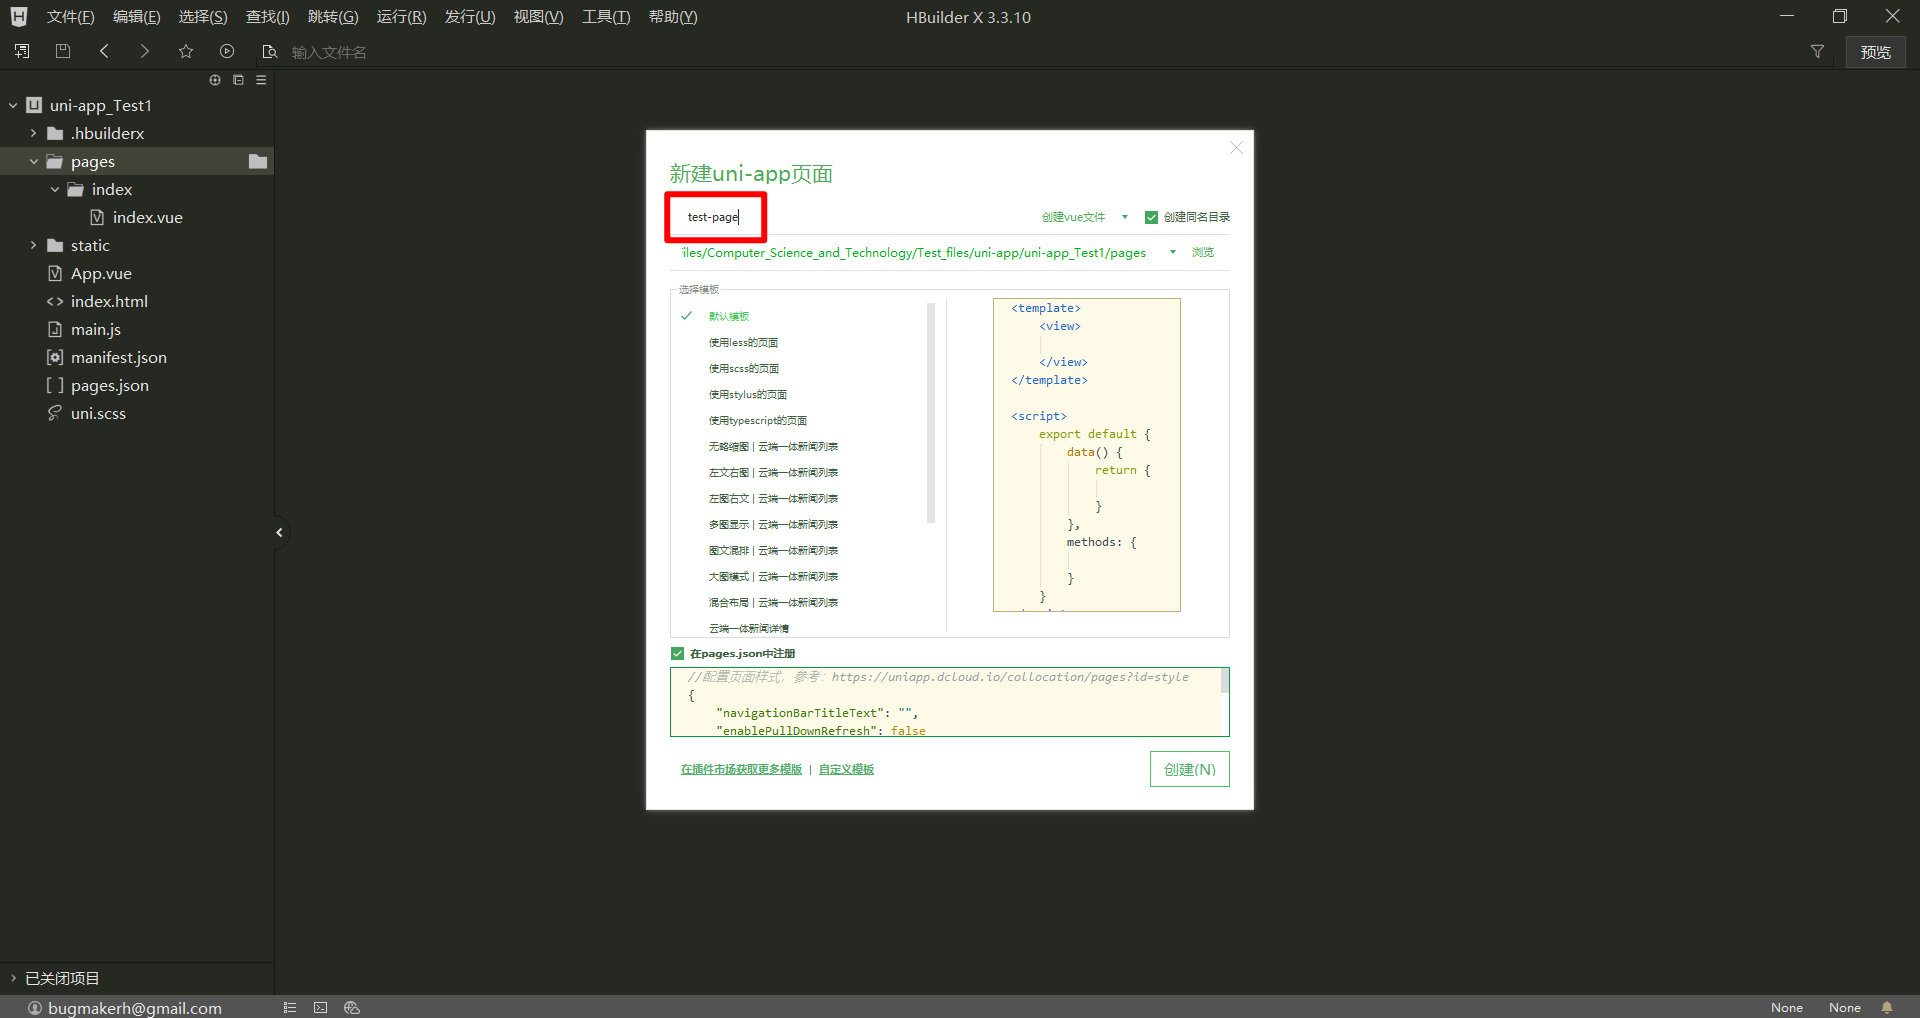 文件(F) 编辑(E) 选择(S) 查找(I) 跳转(G) 运行(R) 发行(U) 视图(V) 工具(T) 帮助(Y)
HBuilder X 3.3.10
输入文件名
预览
uni-app_Test1
.hbuilderx
pages
index
index.vue
static
App.vue
index.html
main.js
manifest.json
pages.json
uni.scss
新建uni-app页面
test-page
创建vue文件
创建同名目录
iles/Computer_Science_and_Technology/Test_files/uni-app/uni-app_Test1/pages
浏览
选择模板
默认模板
使用less的页面
使用scss的页面
使用stylus的页面
使用typescript的页面
无略缩图 | 云端一体新闻列表
左文右图 | 云端一体新闻列表
左图右文 | 云端一体新闻列表
多图显示 | 云端一体新闻列表
图文混排 | 云端一体新闻列表
大图模式 | 云端一体新闻列表
混合布局 | 云端一体新闻列表
云端一体新闻详情
<template>
<view>
</view>
</template>
<script>
export default {
data() {
return {
}
},
methods: {
}
}
在pages.json中注册
//配置页面样式，参考：https://uniapp.dcloud.io/collocation/pages?id=style
{
"navigationBarTitleText": "",
"enablePullDownRefresh": false
在插件市场获取更多模版 | 自定义模板
创建(N)
已关闭项目
bugmakerh@gmail.com
None None